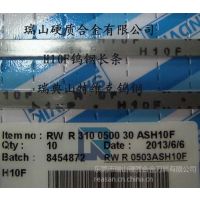 瑞山硬质合金有限公司
H10F钨钢长条
H10F
瑞典山特维克钨钢
Item no : RW R 310 0500 30 ASH10F
Qty : 10 Date : 2013/6/6
Batch : 8454872
RW R 0503ASH10F
H10F